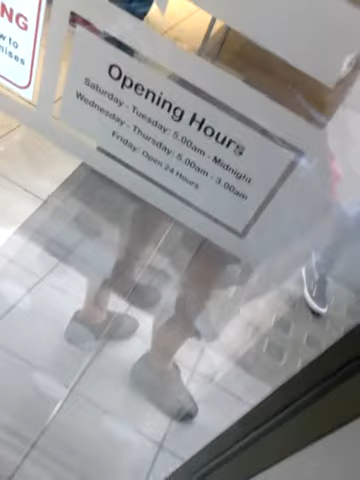 NG
w to
nises
Opening Hours
Saturday - Tuesday: 5.00am - Midnight
Wednesday - Thursday: 5.00am - 3.00am
Friday: Open 24 Hours